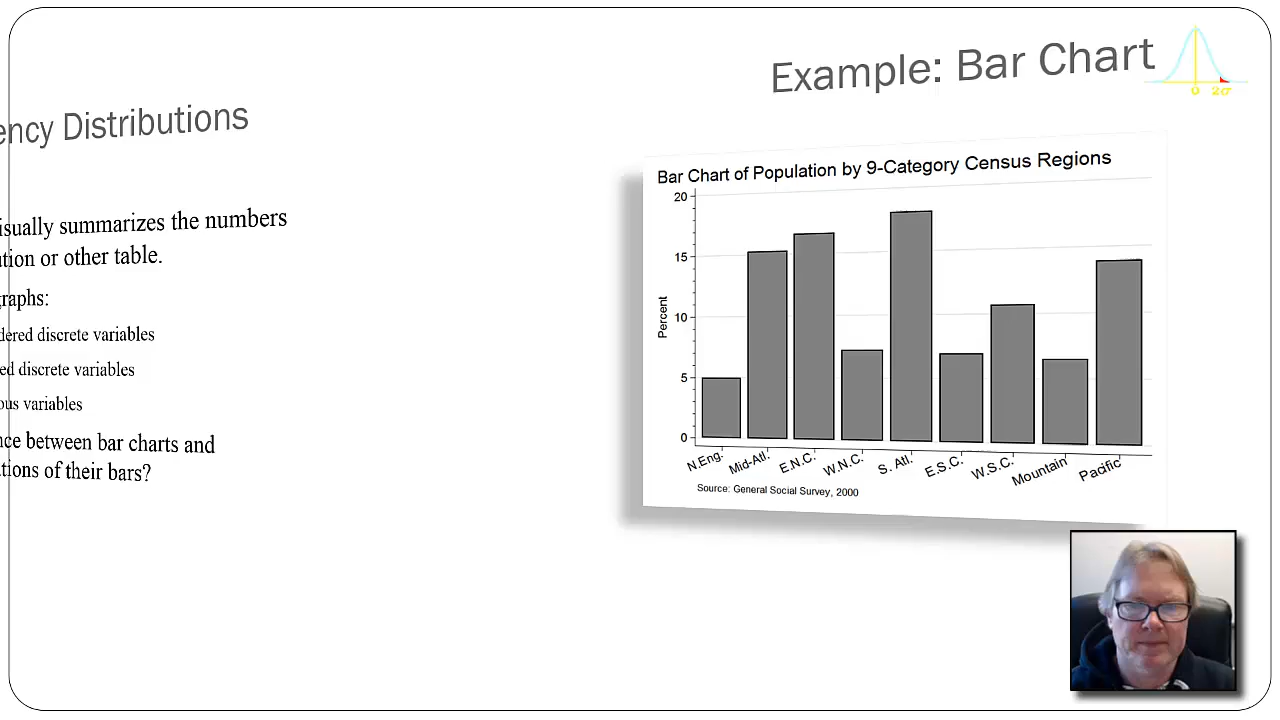 ency Distributions
isually summarizes the numbers
tion or other table.
graphs:
dered discrete variables
ed discrete variables
ous variables
nce between bar charts and
tions of their bars?
Example: Bar Chart
0 2σ
Bar Chart of Population by 9-Category Census Regions
20
15
10
5
0
Percent
N.Eng.
Mid-Atl.
E.N.C.
W.N.C.
S. Atl.
E.S.C.
W.S.C.
Mountain
Pacific
Source: General Social Survey, 2000